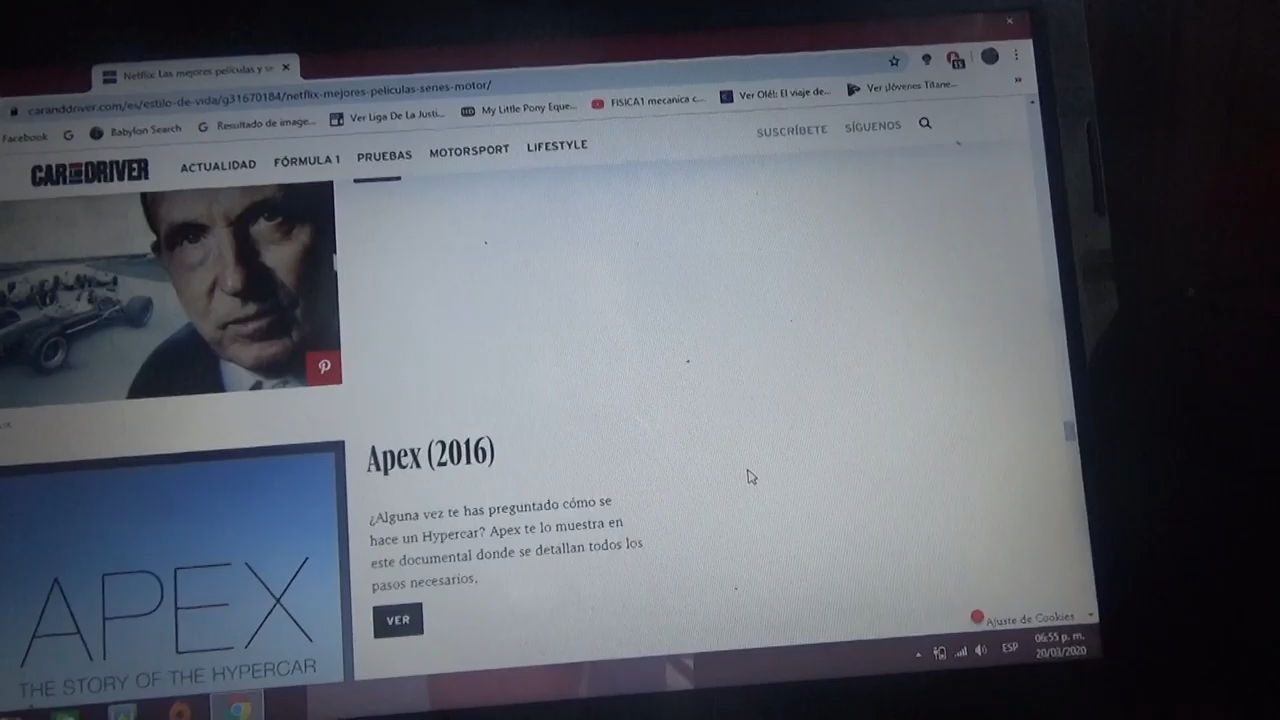 Netflix: Las mejores películas y se
caranddriver.com/es/estilo-de-vida/g31670184/netflix-mejores-peliculas-series-motor/
15
Facebook
Babylon Search
Resultado de image...
Ver Liga De La Justi...
My Little Pony Eque...
FISICA1 mecanica c...
Ver Olé!: El viaje de...
Ver ¡Jóvenes Titane...
»
CAR AND DRIVER
ACTUALIDAD
FÓRMULA 1
PRUEBAS
MOTORSPORT
LIFESTYLE
SUSCRÍBETE
SÍGUENOS
Apex (2016)
¿Alguna vez te has preguntado cómo se
hace un Hypercar? Apex te lo muestra en
este documental donde se detallan todos los
pasos necesarios.
VER
APEX
THE STORY OF THE HYPERCAR
Ajuste de Cookies
ESP
06:55 p. m.
20/03/2020